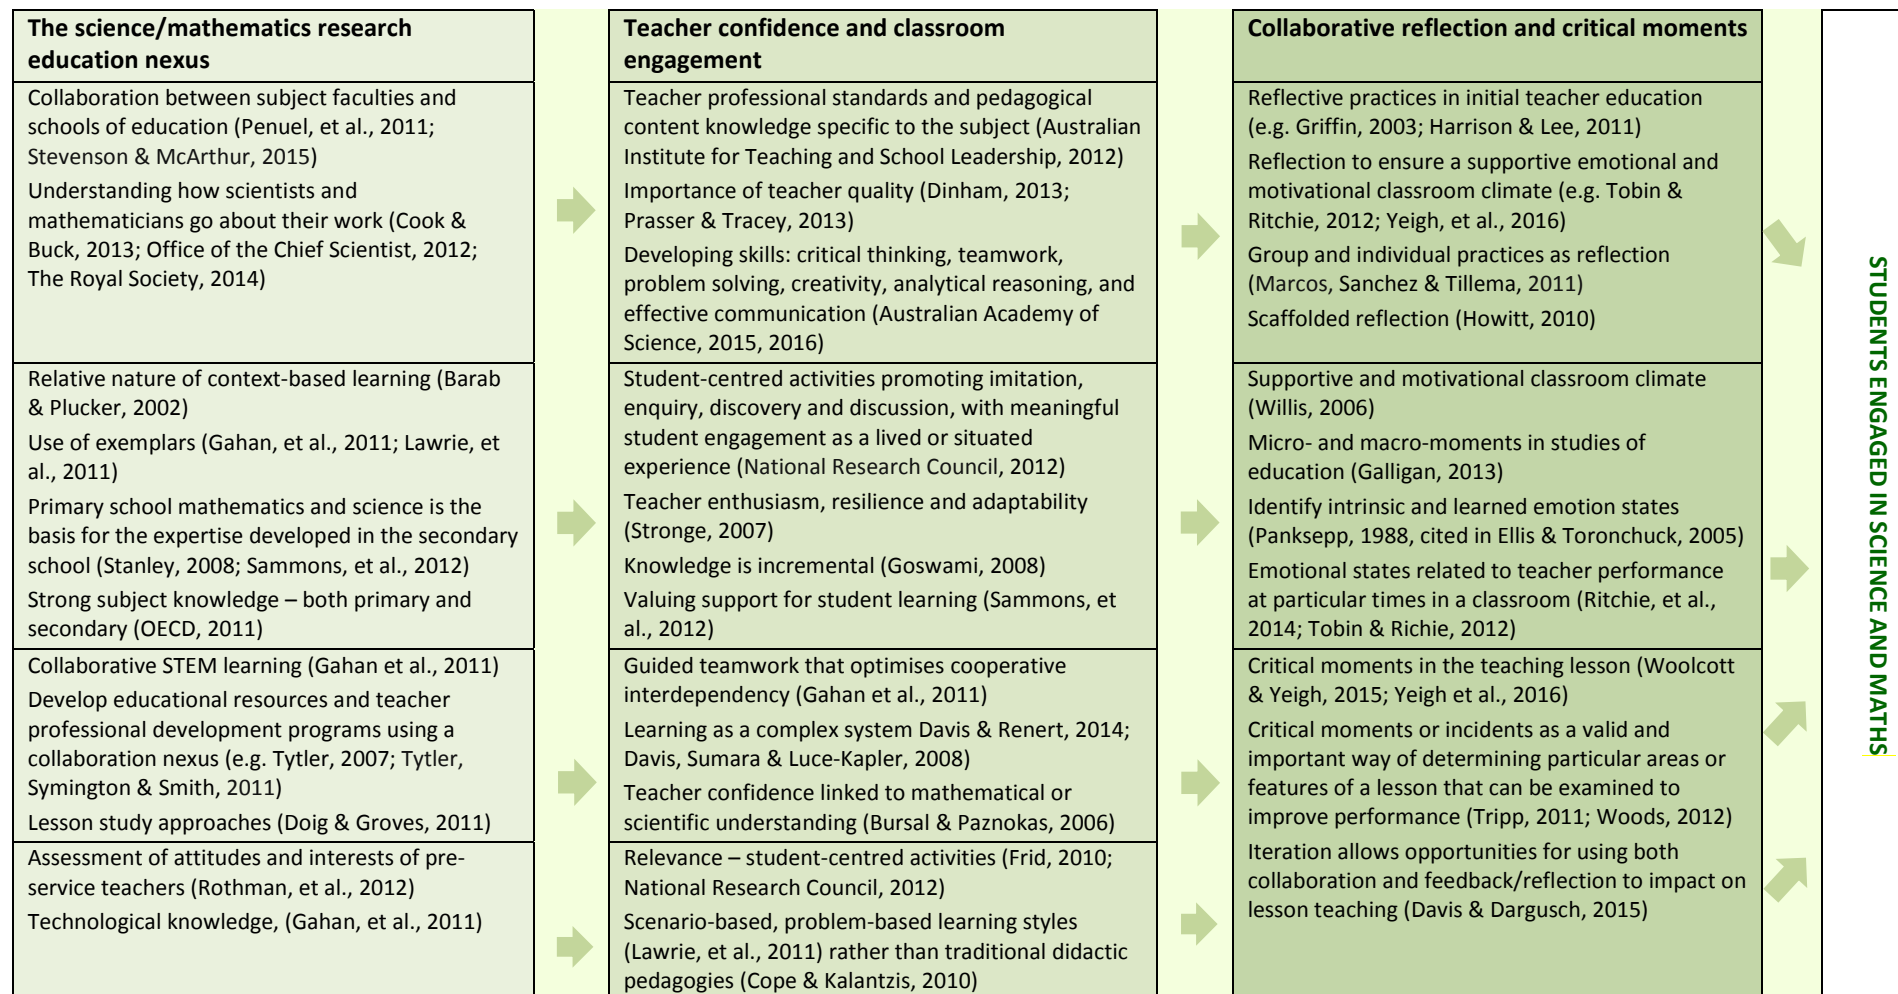 The science/mathematics research
education nexus
Collaboration between subject faculties and
schools of education (Penuel, et al., 2011;
Stevenson & McArthur, 2015)
Understanding how scientists and
mathematicians go about their work (Cook &
Buck, 2013; Office of the Chief Scientist, 2012;
The Royal Society, 2014)
Relative nature of context-based learning (Barab
& Plucker, 2002)
Use of exemplars (Gahan, et al., 2011; Lawrie, et
al., 2011)
Primary school mathematics and science is the
basis for the expertise developed in the secondary
school (Stanley, 2008; Sammons, et al., 2012)
Strong subject knowledge – both primary and
secondary (OECD, 2011)
Collaborative STEM learning (Gahan et al., 2011)
Develop educational resources and teacher
professional development programs using a
collaboration nexus (e.g. Tytler, 2007; Tytler,
Symington & Smith, 2011)
Lesson study approaches (Doig & Groves, 2011)
Assessment of attitudes and interests of pre-
service teachers (Rothman, et al., 2012)
Technological knowledge, (Gahan, et al., 2011)
Teacher confidence and classroom
engagement
Teacher professional standards and pedagogical
content knowledge specific to the subject (Australian
Institute for Teaching and School Leadership, 2012)
Importance of teacher quality (Dinham, 2013;
Prasser & Tracey, 2013)
Developing skills: critical thinking, teamwork,
problem solving, creativity, analytical reasoning, and
effective communication (Australian Academy of
Science, 2015, 2016)
Student-centred activities promoting imitation,
enquiry, discovery and discussion, with meaningful
student engagement as a lived or situated
experience (National Research Council, 2012)
Teacher enthusiasm, resilience and adaptability
(Stronge, 2007)
Knowledge is incremental (Goswami, 2008)
Valuing support for student learning (Sammons, et
al., 2012)
Guided teamwork that optimises cooperative
interdependency (Gahan et al., 2011)
Learning as a complex system Davis & Renert, 2014;
Davis, Sumara & Luce-Kapler, 2008)
Teacher confidence linked to mathematical or
scientific understanding (Bursal & Paznokas, 2006)
Relevance – student-centred activities (Frid, 2010;
National Research Council, 2012)
Scenario-based, problem-based learning styles
(Lawrie, et al., 2011) rather than traditional didactic
pedagogies (Cope & Kalantzis, 2010)
Collaborative reflection and critical moments
Reflective practices in initial teacher education
(e.g. Griffin, 2003; Harrison & Lee, 2011)
Reflection to ensure a supportive emotional and
motivational classroom climate (e.g. Tobin &
Ritchie, 2012; Yeigh, et al., 2016)
Group and individual practices as reflection
(Marcos, Sanchez & Tillema, 2011)
Scaffolded reflection (Howitt, 2010)
Supportive and motivational classroom climate
(Willis, 2006)
Micro- and macro-moments in studies of
education (Galligan, 2013)
Identify intrinsic and learned emotion states
(Panksepp, 1988, cited in Ellis & Toronchuck, 2005)
Emotional states related to teacher performance
at particular times in a classroom (Ritchie, et al.,
2014; Tobin & Richie, 2012)
Critical moments in the teaching lesson (Woolcott
& Yeigh, 2015; Yeigh et al., 2016)
Critical moments or incidents as a valid and
important way of determining particular areas or
features of a lesson that can be examined to
improve performance (Tripp, 2011; Woods, 2012)
Iteration allows opportunities for using both
collaboration and feedback/reflection to impact on
lesson teaching (Davis & Dargusch, 2015)
STUDENTS ENGAGED IN SCIENCE AND MATHS